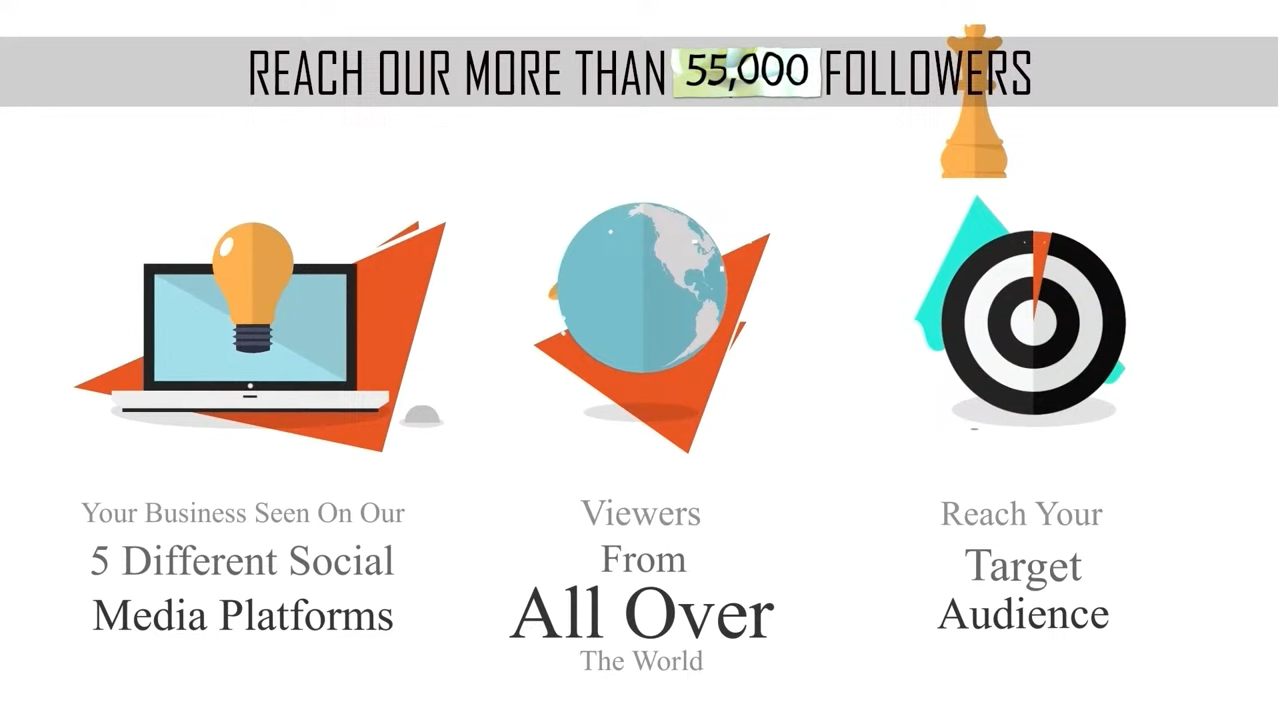 REACH OUR MORE THAN 55,000 FOLLOWERS
Your Business Seen On Our
5 Different Social
Media Platforms
Viewers
From
All Over
The World
Reach Your
Target
Audience